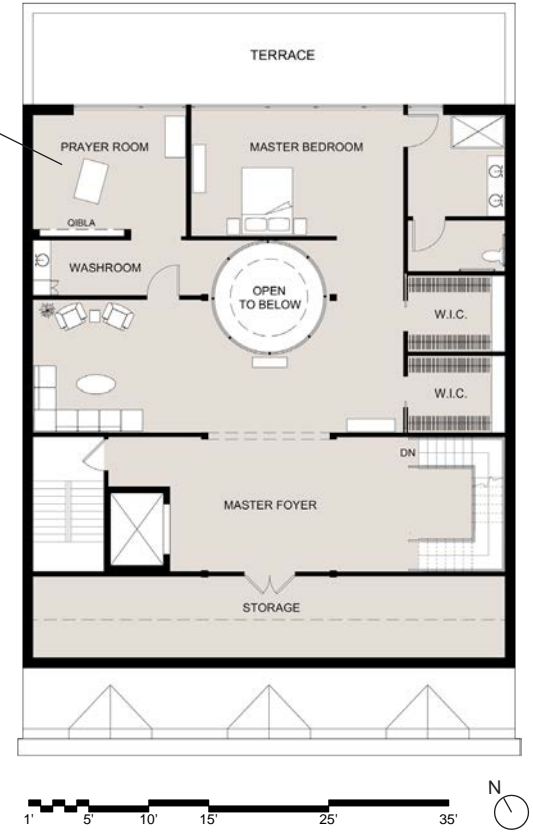 TERRACE
PRAYER ROOM
MASTER BEDROOM
QIBLA
WASHROOM
OPEN
TO BELOW
W.I.C.
W.I.C.
DN
MASTER FOYER
STORAGE
N
1' 5' 10' 15' 25' 35'